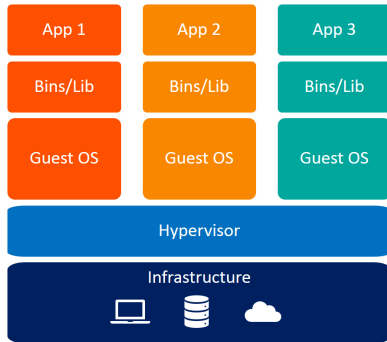 App 1
App 2
App 3
Bins/Lib
Bins/Lib
Bins/Lib
Guest OS
Guest OS
Guest OS
Hypervisor
Infrastructure